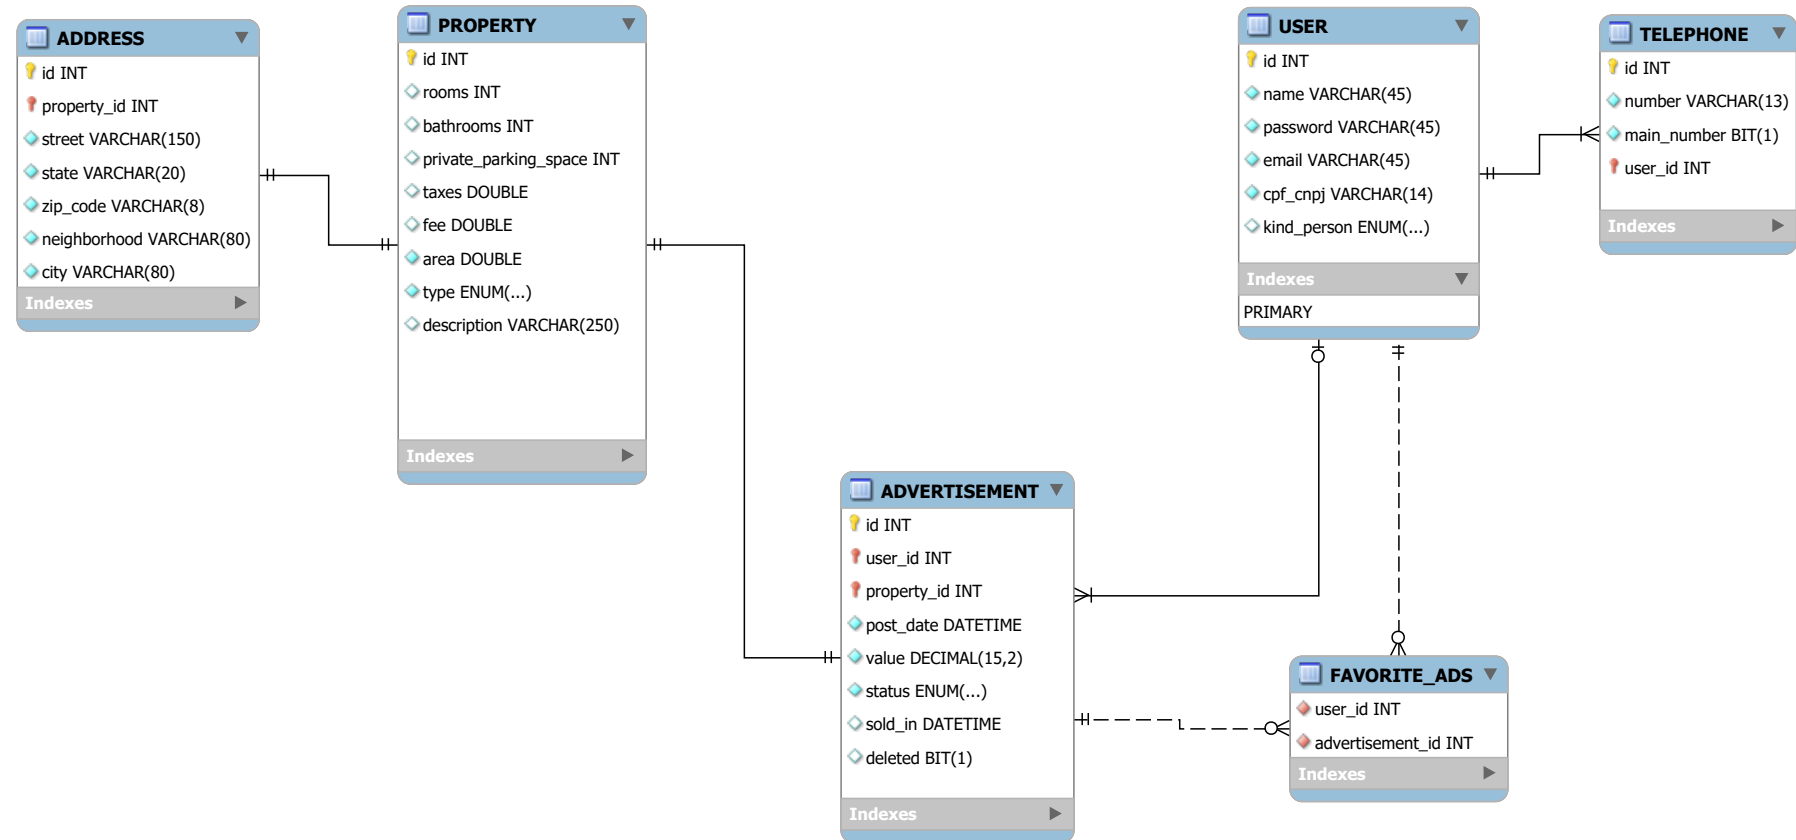 ADDRESS
id INT
property_id INT
street VARCHAR(150)
state VARCHAR(20)
zip_code VARCHAR(8)
neighborhood VARCHAR(80)
city VARCHAR(80)
Indexes
PROPERTY
id INT
rooms INT
bathrooms INT
private_parking_space INT
taxes DOUBLE
fee DOUBLE
area DOUBLE
type ENUM(...)
description VARCHAR(250)
Indexes
USER
id INT
name VARCHAR(45)
password VARCHAR(45)
email VARCHAR(45)
cpf_cnpj VARCHAR(14)
kind_person ENUM(...)
Indexes
PRIMARY
TELEPHONE
id INT
number VARCHAR(13)
main_number BIT(1)
user_id INT
Indexes
ADVERTISEMENT
id INT
user_id INT
property_id INT
post_date DATETIME
value DECIMAL(15,2)
status ENUM(...)
sold_in DATETIME
deleted BIT(1)
Indexes
FAVORITE_ADS
user_id INT
advertisement_id INT
Indexes